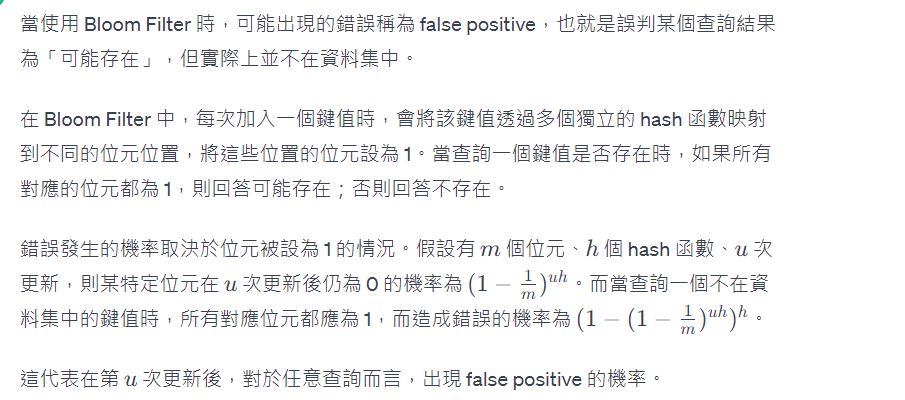 當使用 Bloom Filter 時，可能出現的錯誤稱為 false positive，也就是誤判某個查詢結果
為「可能存在」，但實際上並不在資料集中。
在 Bloom Filter 中，每次加入一個鍵值時，會將該鍵值透過多個獨立的 hash 函數映射
到不同的位元位置，將這些位置的位元設為 1。當查詢一個鍵值是否存在時，如果所有
對應的位元都為 1，則回答可能存在；否則回答不存在。
錯誤發生的機率取決於位元被設為 1 的情況。假設有 m 個位元、h 個 hash 函數、u 次
更新，則某特定位元在 u 次更新後仍為 0 的機率為 (1 − 1/m)^{uh}。而當查詢一個不在資
料集中的鍵值時，所有對應位元都應為 1，而造成錯誤的機率為 (1 − (1 − 1/m)^{uh})^h。
這代表在第 u 次更新後，對於任意查詢而言，出現 false positive 的機率。